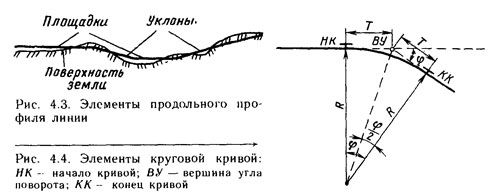 Площадки
Уклоны
Поверхность
земли
Рис. 4.3. Элементы продольного про-
филя линии
Рис. 4.4. Элементы круговой кривой:
НК — начало кривой; ВУ — вершина угла
поворота; КК — конец кривой
Т
НК
ВУ
Т
φ
КК
R
R
φ
φ
2